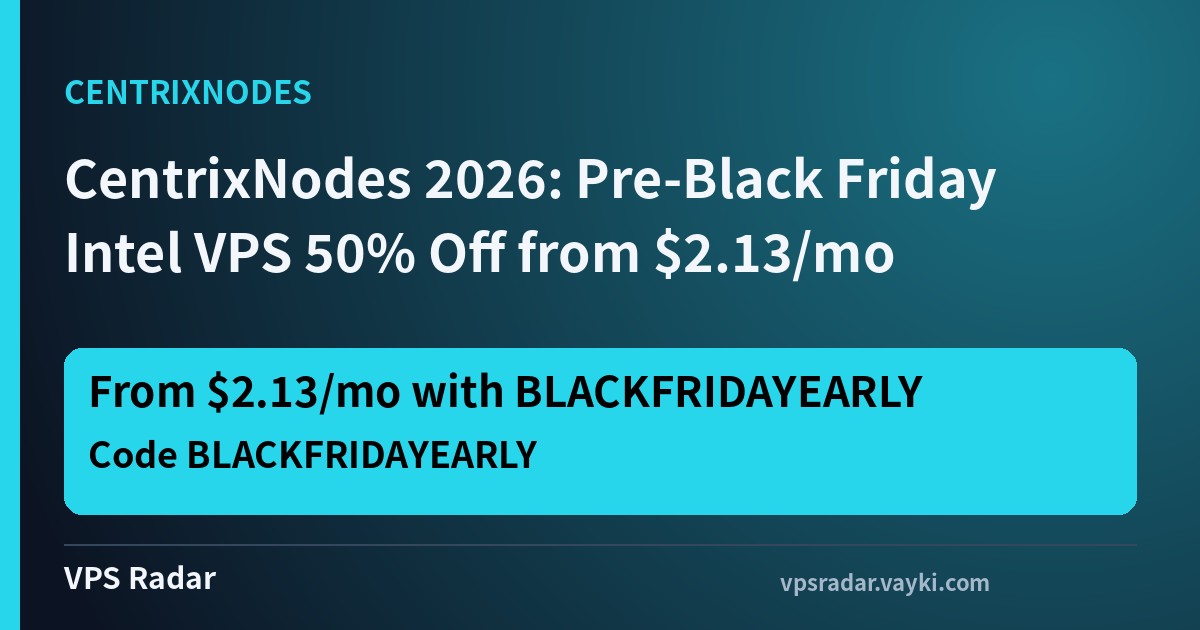 CENTRIXNODES
CentrixNodes 2026: Pre-Black Friday
Intel VPS 50% Off from $2.13/mo
From $2.13/mo with BLACKFRIDAYEARLY
Code BLACKFRIDAYEARLY
VPS Radar
vpsradar.vayki.com